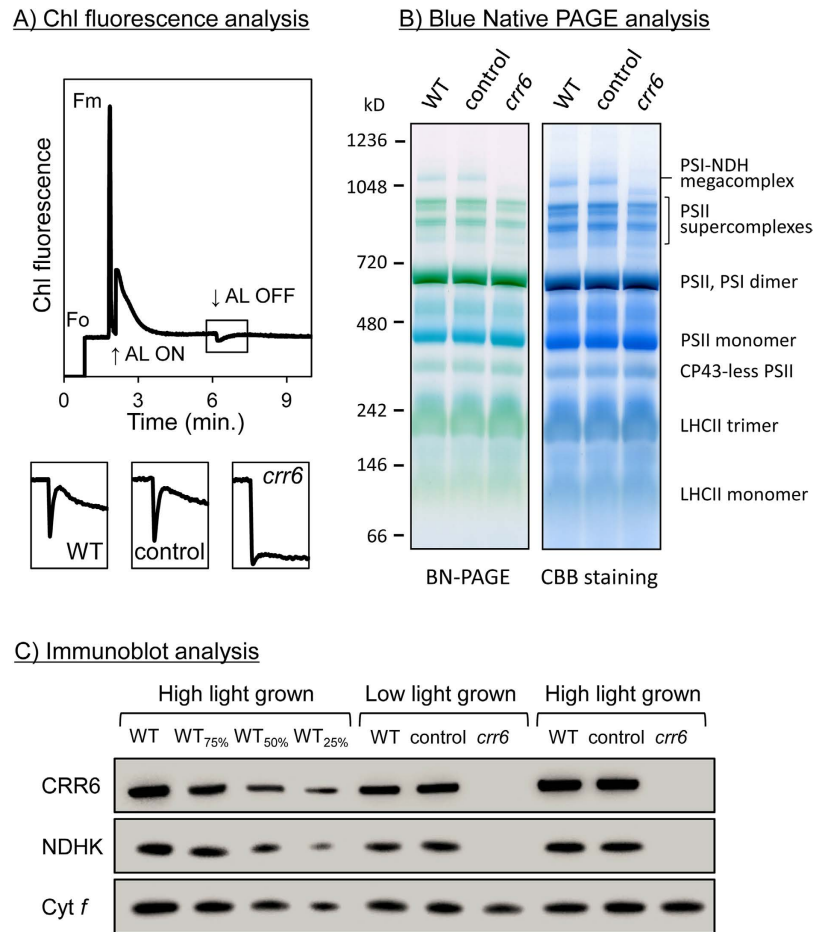 A) Chl fluorescence analysis
Chl fluorescence
Fm
Fo
↓ AL OFF
↑ AL ON
0 3 6 9
Time (min.)
WT
control
crr6
B) Blue Native PAGE analysis
kD
WT control crr6 WT control crr6
1236
1048
720
480
242
146
66
PSI-NDH
megacomplex
PSII
supercomplexes
PSII, PSI dimer
PSII monomer
CP43-less PSII
LHCII trimer
LHCII monomer
BN-PAGE CBB staining
C) Immunoblot analysis
High light grown Low light grown High light grown
WT WT75% WT50% WT25% WT control crr6 WT control crr6
CRR6
NDHK
Cyt f